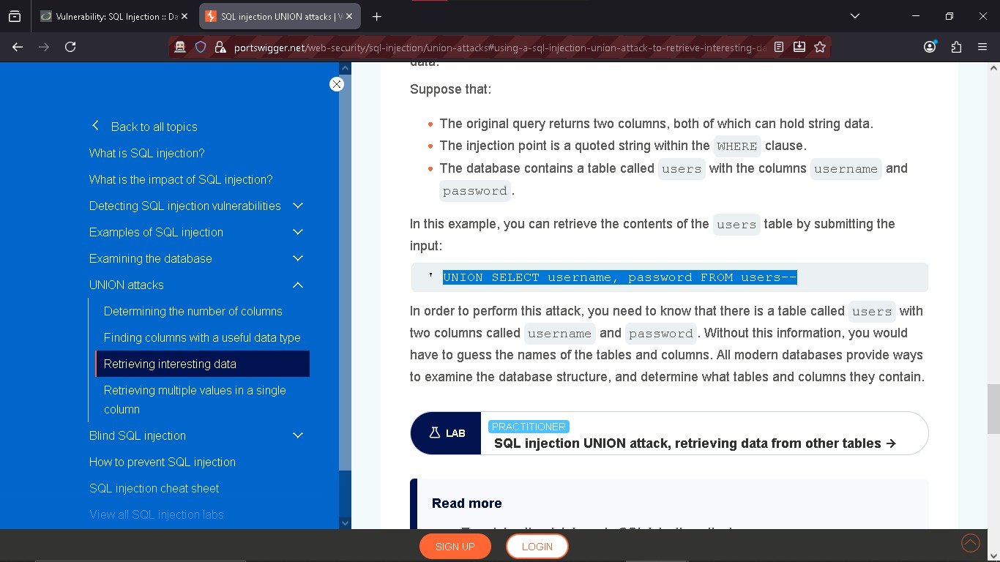 Vulnerability: SQL Injection :: Da
SQL injection UNION attacks | W
portswigger.net/web-security/sql-injection/union-attacks#using-a-sql-injection-union-attack-to-retrieve-interesting-da
Back to all topics
What is SQL injection?
What is the impact of SQL injection?
Detecting SQL injection vulnerabilities
Examples of SQL injection
Examining the database
UNION attacks
Determining the number of columns
Finding columns with a useful data type
Retrieving interesting data
Retrieving multiple values in a single
column
Blind SQL injection
How to prevent SQL injection
SQL injection cheat sheet
View all SQL injection labs
data.
Suppose that:
• The original query returns two columns, both of which can hold string data.
• The injection point is a quoted string within the WHERE clause.
• The database contains a table called users with the columns username and
password.
In this example, you can retrieve the contents of the users table by submitting the
input:
' UNION SELECT username, password FROM users--
In order to perform this attack, you need to know that there is a table called users with
two columns called username and password. Without this information, you would
have to guess the names of the tables and columns. All modern databases provide ways
to examine the database structure, and determine what tables and columns they contain.
LAB
PRACTITIONER
SQL injection UNION attack, retrieving data from other tables →
Read more
SIGN UP
LOGIN